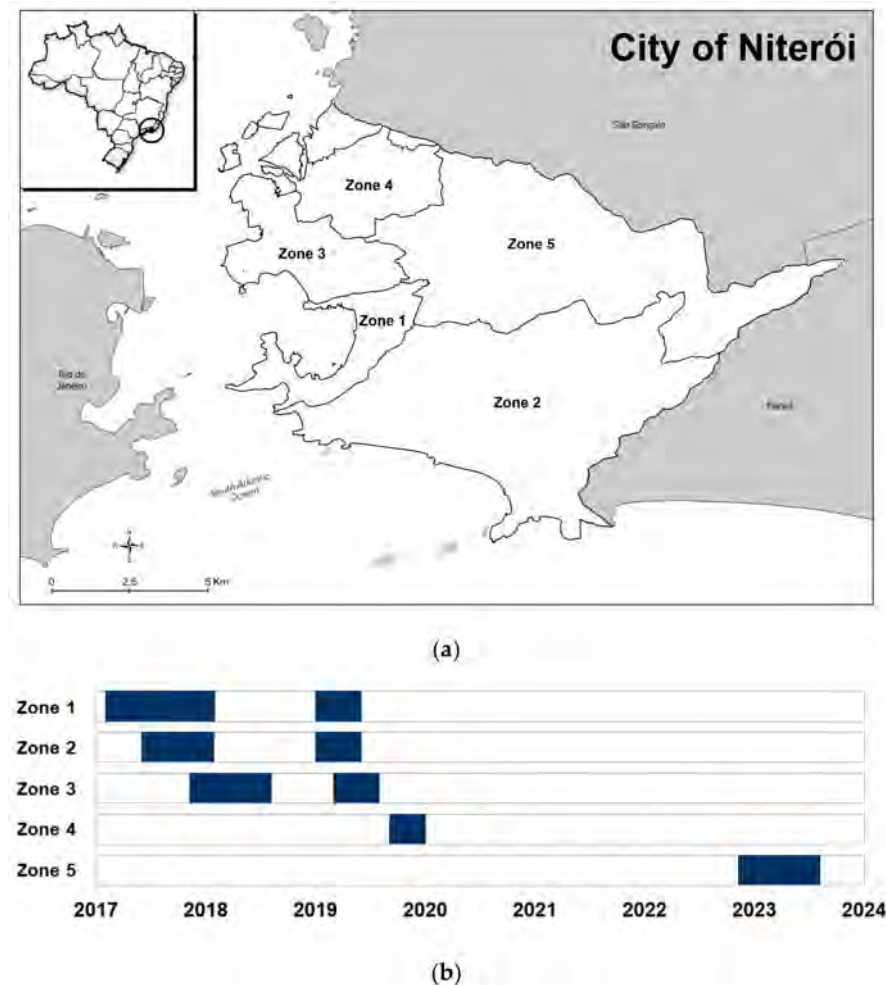 City of Niterói
São Gonçalo
Zone 4
Zone 5
Zone 3
Zone 1
Rio de
Janeiro
Zone 2
Maricá
South Atlantic
Ocean
0 2,5 5 Km
(a)
Zone 1
Zone 2
Zone 3
Zone 4
Zone 5
2017 2018 2019 2020 2021 2022 2023 2024
(b)